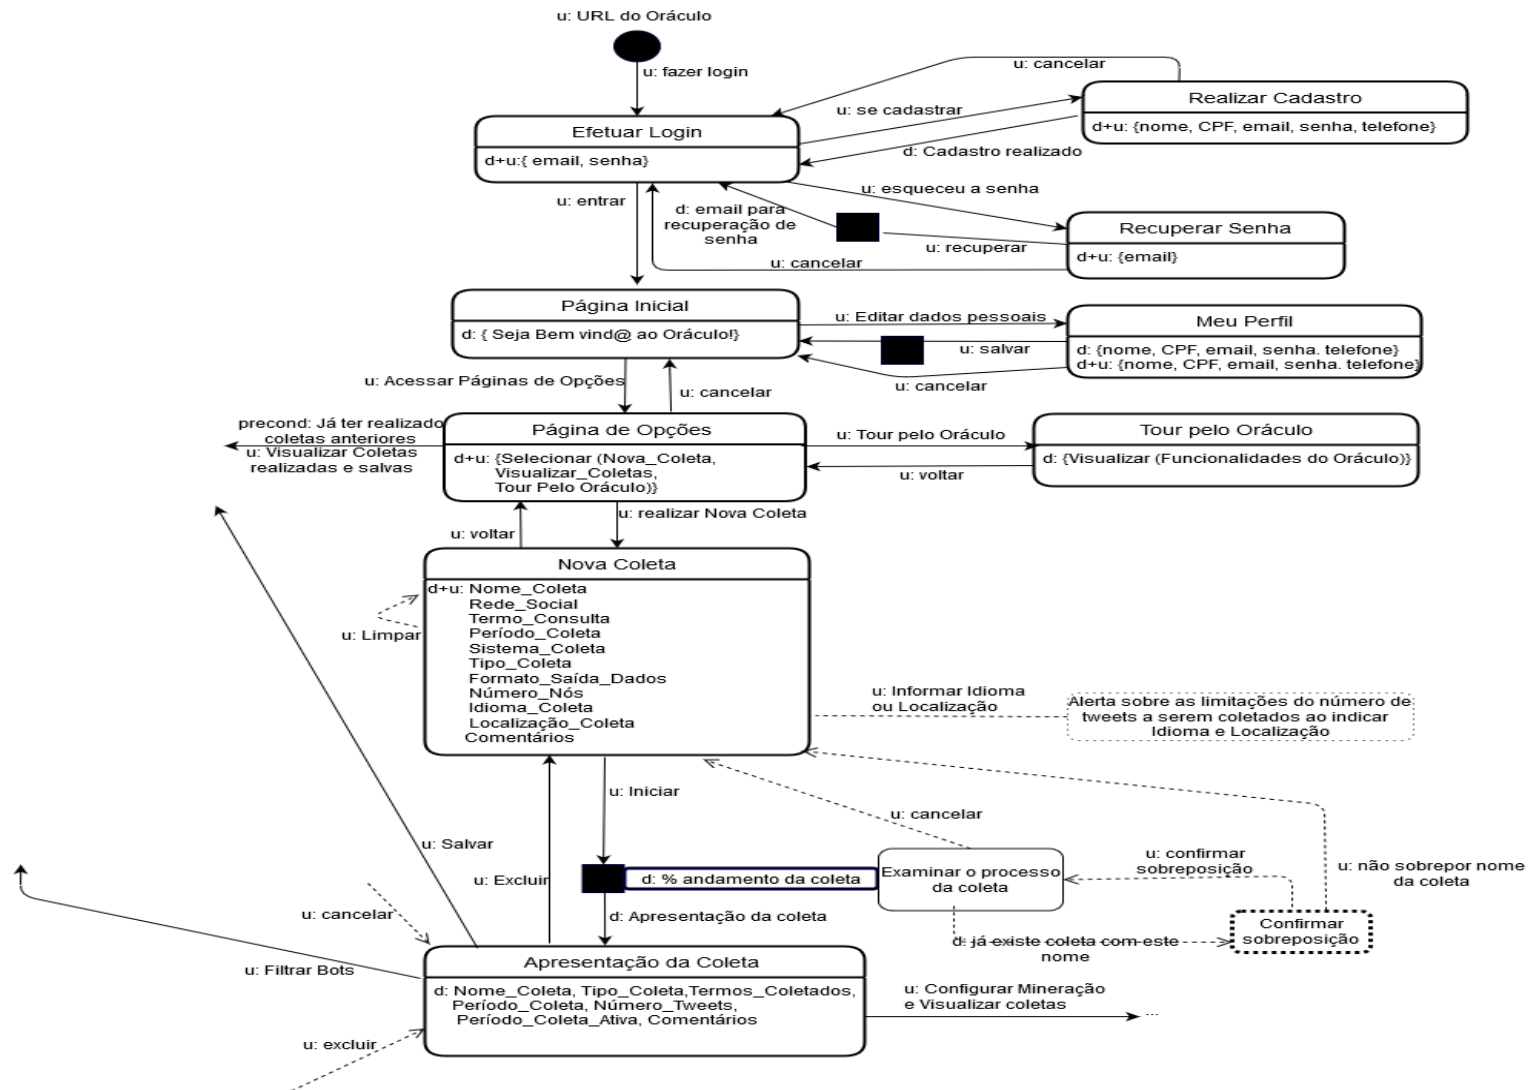 u: URL do Oráculo
u: fazer login
u: cancelar
Realizar Cadastro
d+u: {nome, CPF, email, senha, telefone}
u: se cadastrar
Efetuar Login
d+u:{ email, senha}
d: Cadastro realizado
u: esqueceu a senha
u: entrar
d: email para
recuperação de
senha
Recuperar Senha
d+u: {email}
u: recuperar
u: cancelar
Página Inicial
d: { Seja Bem vind@ ao Oráculo!}
u: Editar dados pessoais
Meu Perfil
d: {nome, CPF, email, senha. telefone}
d+u: {nome, CPF, email, senha. telefone}
u: salvar
u: cancelar
u: Acessar Páginas de Opções
u: cancelar
precond: Já ter realizado
coletas anteriores
u: Visualizar Coletas
realizadas e salvas
Página de Opções
d+u: {Selecionar (Nova_Coleta,
Visualizar_Coletas,
Tour Pelo Oráculo)}
u: Tour pelo Oráculo
Tour pelo Oráculo
d: {Visualizar (Funcionalidades do Oráculo)}
u: voltar
u: realizar Nova Coleta
u: voltar
Nova Coleta
d+u: Nome_Coleta
Rede_Social
Termo_Consulta
Período_Coleta
Sistema_Coleta
Tipo_Coleta
Formato_Saída_Dados
Número_Nós
Idioma_Coleta
Localização_Coleta
Comentários
u: Limpar
u: Informar Idioma
ou Localização
Alerta sobre as limitações do número de
tweets a serem coletados ao indicar
Idioma e Localização
u: Iniciar
u: cancelar
u: Salvar
u: Excluir
d: % andamento da coleta
Examinar o processo
da coleta
u: confirmar
sobreposição
u: não sobrepor nome
da coleta
u: cancelar
d: Apresentação da coleta
Confirmar
sobreposição
d: já existe coleta com este
nome
u: Filtrar Bots
Apresentação da Coleta
d: Nome_Coleta, Tipo_Coleta,Termos_Coletados,
Período_Coleta, Número_Tweets,
Período_Coleta_Ativa, Comentários
u: Configurar Mineração
e Visualizar coletas
...
u: excluir